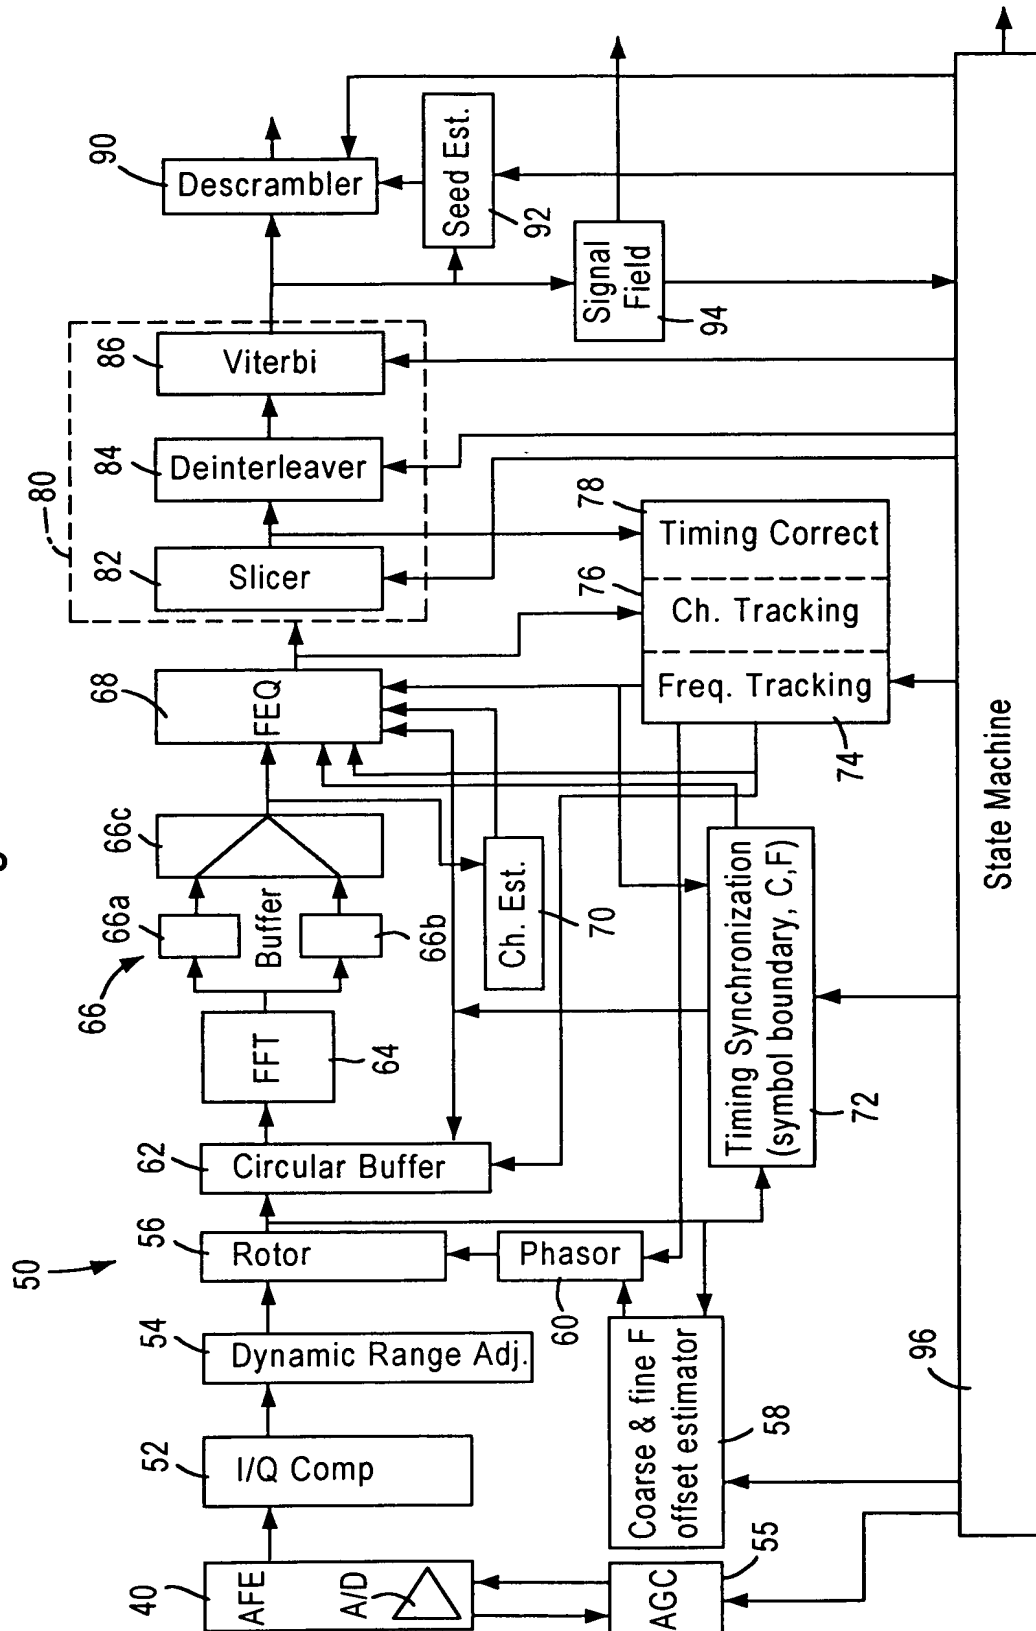 50
40
AFE
A/D
AGC
55
52
I/Q Comp
54
Dynamic Range Adj.
56
Rotor
Phasor
60
Coarse & fine F
offset estimator
58
62
Circular Buffer
FFT
64
66
66a
Buffer
66b
66c
Ch. Est.
70
68
FEQ
Timing Synchronization
(symbol boundary, C,F)
72
Freq. Tracking
74
Ch. Tracking
76
Timing Correct
78
80
82
Slicer
84
Deinterleaver
86
Viterbi
90
Descrambler
Seed Est.
92
Signal
Field
94
State Machine
96